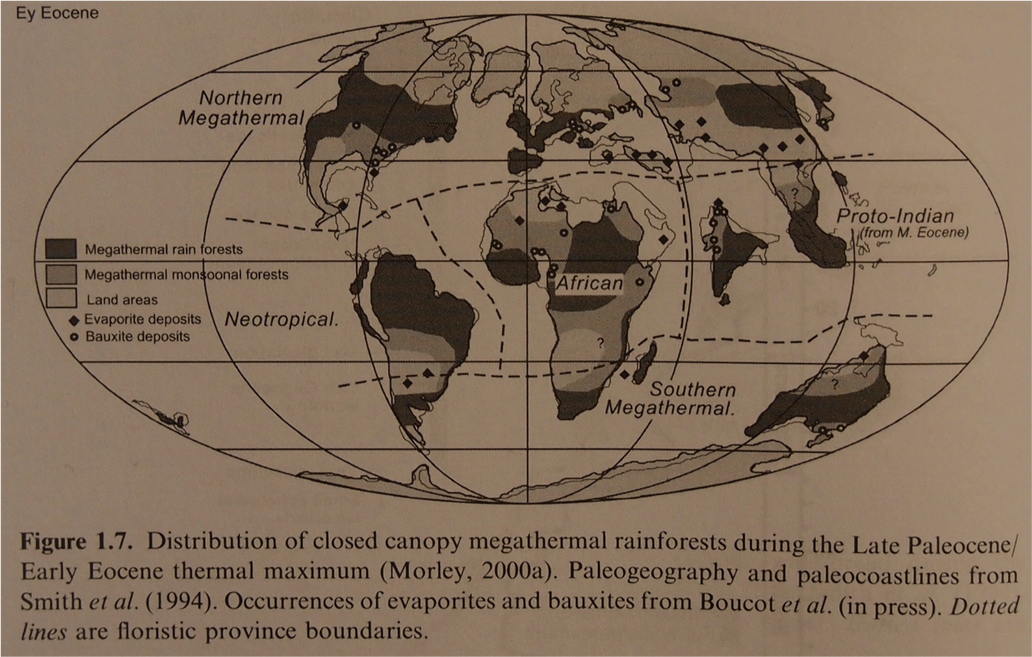 Ey Eocene
Northern
Megathermal
Proto-Indian
(from M. Eocene)
Megathermal rain forests
Megathermal monsoonal forests
Land areas
Evaporite deposits
Bauxite deposits
Neotropical.
African
?
?
?
Southern
Megathermal.
Figure 1.7. Distribution of closed canopy megathermal rainforests during the Late Paleocene/
Early Eocene thermal maximum (Morley, 2000a). Paleogeography and paleocoastlines from
Smith et al. (1994). Occurrences of evaporites and bauxites from Boucot et al. (in press). Dotted
lines are floristic province boundaries.